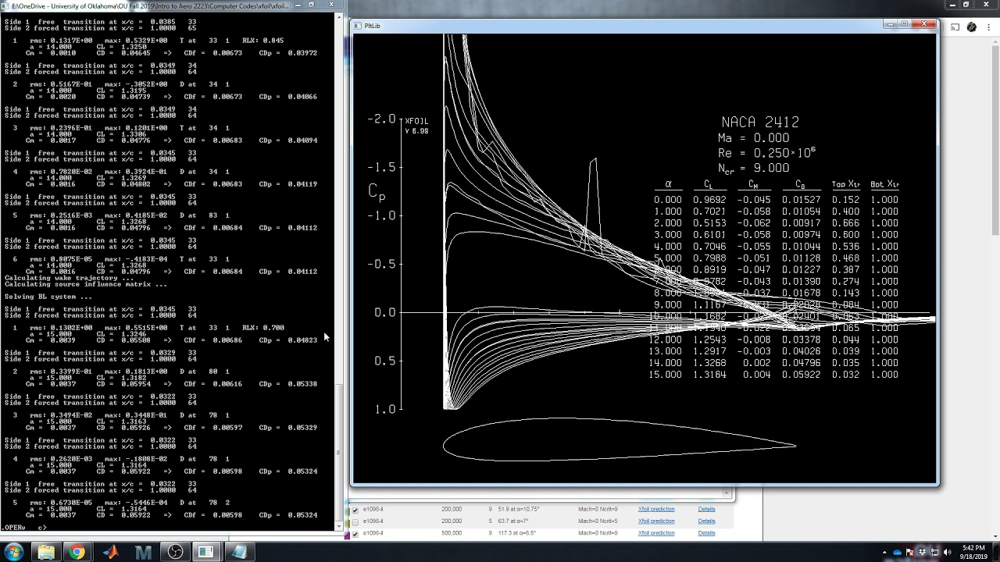 E:\OneDrive - University of Oklahoma\OU Fall 2019\Intro to Aero 2223\Computer Codes\xfoil\xfoil...
Side 1 free transition at x/c = 0.0385 33
Side 2 forced transition at x/c = 1.0000 65
1 rms: 0.1317E+00 max: 0.5329E+00 T at 33 1 RLX: 0.845
a = 14.000 CL = 1.3250
Cm = 0.0010 CD = 0.04645 => CDf = 0.00673 CDp = 0.03972
Side 1 free transition at x/c = 0.0349 34
Side 2 forced transition at x/c = 1.0000 64
2 rms: 0.5167E-01 max: -.3052E+00 D at 34 1
a = 14.000 CL = 1.3195
Cm = 0.0020 CD = 0.04739 => CDf = 0.00673 CDp = 0.04066
Side 1 free transition at x/c = 0.0349 34
Side 2 forced transition at x/c = 1.0000 64
3 rms: 0.2396E-01 max: 0.1201E+00 T at 34 1
a = 14.000 CL = 1.3306
Cm = 0.0017 CD = 0.04776 => CDf = 0.00683 CDp = 0.04094
Side 1 free transition at x/c = 0.0345 33
Side 2 forced transition at x/c = 1.0000 64
4 rms: 0.7820E-02 max: 0.3924E-01 D at 34 1
a = 14.000 CL = 1.3269
Cm = 0.0016 CD = 0.04802 => CDf = 0.00683 CDp = 0.04119
Side 1 free transition at x/c = 0.0345 33
Side 2 forced transition at x/c = 1.0000 64
5 rms: 0.2516E-03 max: 0.4185E-02 D at 83 1
a = 14.000 CL = 1.3268
Cm = 0.0016 CD = 0.04795 => CDf = 0.00684 CDp = 0.04112
Side 1 free transition at x/c = 0.0345 33
Side 2 forced transition at x/c = 1.0000 64
6 rms: 0.8075E-05 max: -.4183E-04 T at 33 1
a = 14.000 CL = 1.3268
Cm = 0.0016 CD = 0.04796 => CDf = 0.00684 CDp = 0.04112
Calculating wake trajectory ...
Calculating source influence matrix ...
Solving BL system ...
Side 1 free transition at x/c = 0.0345 33
Side 2 forced transition at x/c = 1.0000 64
1 rms: 0.1302E+00 max: 0.5515E+00 T at 33 1 RLX: 0.700
a = 15.000 CL = 1.3246
Cm = 0.0039 CD = 0.05508 => CDf = 0.00686 CDp = 0.04823
Side 1 free transition at x/c = 0.0329 33
Side 2 forced transition at x/c = 1.0000 64
2 rms: 0.3399E-01 max: 0.1813E+00 D at 80 1
a = 15.000 CL = 1.3182
Cm = 0.0037 CD = 0.05954 => CDf = 0.00616 CDp = 0.05338
Side 1 free transition at x/c = 0.0322 33
Side 2 forced transition at x/c = 1.0000 64
3 rms: 0.3494E-02 max: 0.3448E-01 D at 78 1
a = 15.000 CL = 1.3163
Cm = 0.0037 CD = 0.05926 => CDf = 0.00597 CDp = 0.05329
Side 1 free transition at x/c = 0.0322 33
Side 2 forced transition at x/c = 1.0000 64
4 rms: 0.2620E-03 max: -.1808E-02 D at 78 1
a = 15.000 CL = 1.3164
Cm = 0.0037 CD = 0.05922 => CDf = 0.00598 CDp = 0.05324
Side 1 free transition at x/c = 0.0322 33
Side 2 forced transition at x/c = 1.0000 64
5 rms: 0.6730E-05 max: -.5446E-04 D at 78 2
a = 15.000 CL = 1.3164
Cm = 0.0037 CD = 0.05922 => CDf = 0.00598 CDp = 0.05324
.OPERv c>
PltLib
-2.0
XFOIL
V 6.99
-1.5
Cp
-1.0
-0.5
0.0
0.5
1.0
NACA 2412
Ma = 0.000
Re = 0.250*10^6
Ncr = 9.000
α CL CM CD Top Xtr Bot Xtr
0.000 0.9692 -0.045 0.01527 0.152 1.000
1.000 0.7021 -0.058 0.01054 0.400 1.000
2.000 0.5153 -0.062 0.00917 0.666 1.000
3.000 0.6181 -0.058 0.00974 0.600 1.000
4.000 0.7046 -0.055 0.01044 0.536 1.000
5.000 0.7988 -0.051 0.01128 0.468 1.000
0.8919 -0.047 0.01227 0.387 1.000
-0.043 0.01390 0.274 1.000
8.000 0.01678 0.143 1.000
9.000 0.084 1.000
1.000
0.065 1.000
12.000 1.2543 -0.008 0.03378 0.044 1.000
13.000 1.2917 -0.003 0.04026 0.039 1.000
14.000 1.3268 0.002 0.04796 0.035 1.000
15.000 1.3164 0.004 0.05922 0.032 1.000
e1098-il 200,000 9 51.9 at α=10.75° Mach=0 Ncrit=9 Xfoil prediction Details
e1098-il 200,000 5 63.7 at α=7° Mach=0 Ncrit=5 Xfoil prediction Details
e1098-il 500,000 9 117.3 at α=8.5° Mach=0 Ncrit=9 Xfoil prediction Details
5:42 PM
9/18/2019